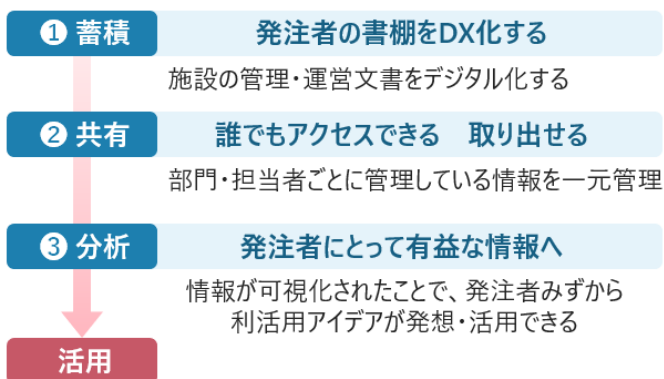 ❶ 蓄積 発注者の書棚をDX化する
施設の管理・運営文書をデジタル化する
❷ 共有 誰でもアクセスできる　取り出せる
部門・担当者ごとに管理している情報を一元管理
❸ 分析 発注者にとって有益な情報へ
情報が可視化されたことで、発注者みずから
利活用アイデアが発想・活用できる
活用